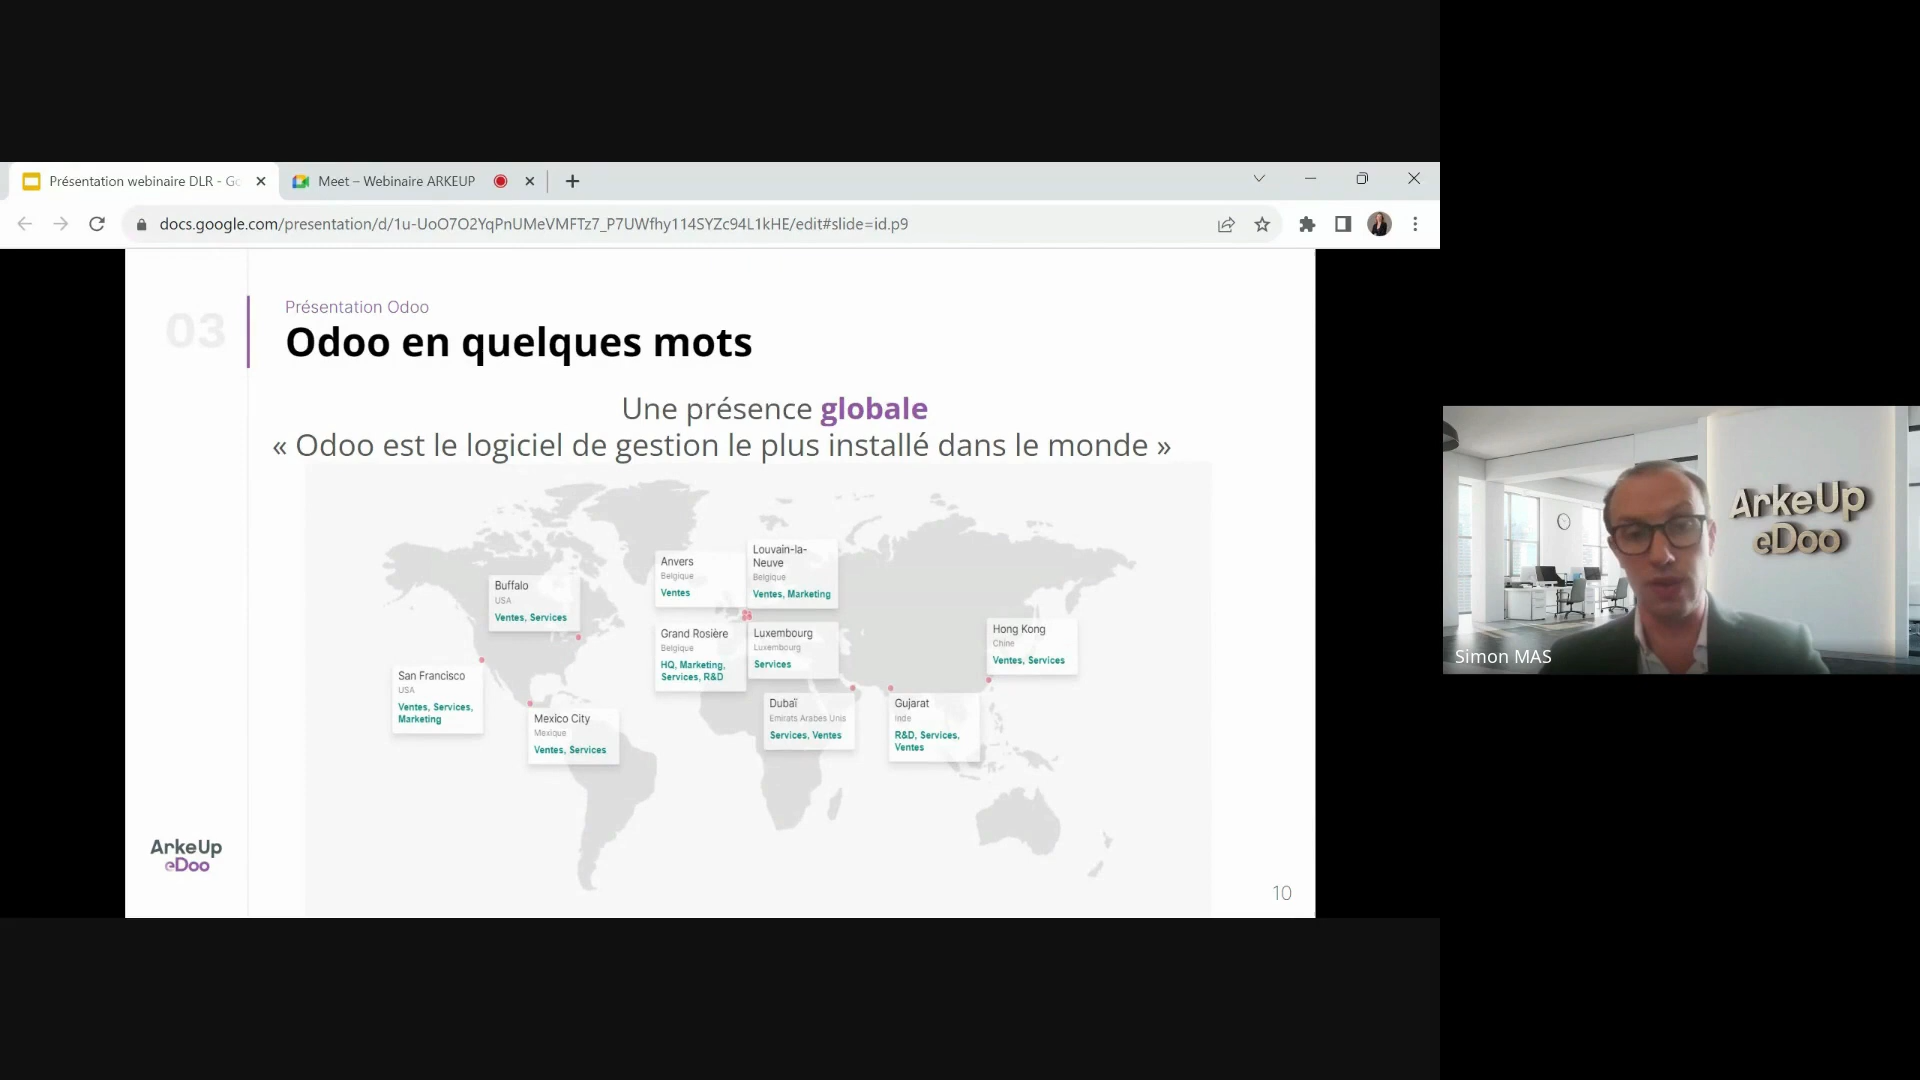 Présentation webinaire DLR - Go
Meet – Webinaire ARKEUP
docs.google.com/presentation/d/1u-UoO7O2YqPnUMeVMFTz7_P7UWfhy114SYZc94L1kHE/edit#slide=id.p9
03
Présentation Odoo
Odoo en quelques mots
Une présence globale
« Odoo est le logiciel de gestion le plus installé dans le monde »
Buffalo
USA
Ventes, Services
Anvers
Belgique
Ventes
Louvain-la-
Neuve
Belgique
Ventes, Marketing
Grand Rosière
Belgique
HQ, Marketing,
Services, R&D
Luxembourg
Luxembourg
Services
Hong Kong
Chine
Ventes, Services
San Francisco
USA
Ventes, Services,
Marketing
Mexico City
Mexique
Ventes, Services
Dubaï
Emirats Arabes Unis
Services, Ventes
Gujarat
Inde
R&D, Services,
Ventes
ArkeUp
eDoo
10
ArkeUp
eDoo
Simon MAS